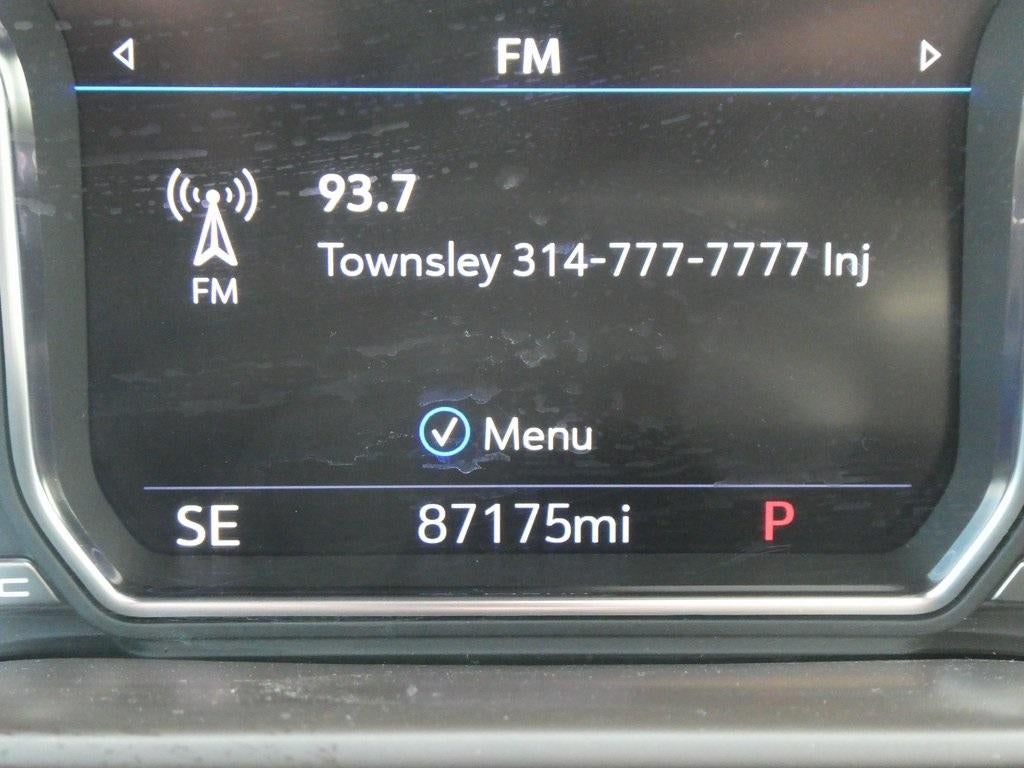 FM
93.7
Townsley 314-777-7777 Inj
FM
Menu
SE 87175mi P
C